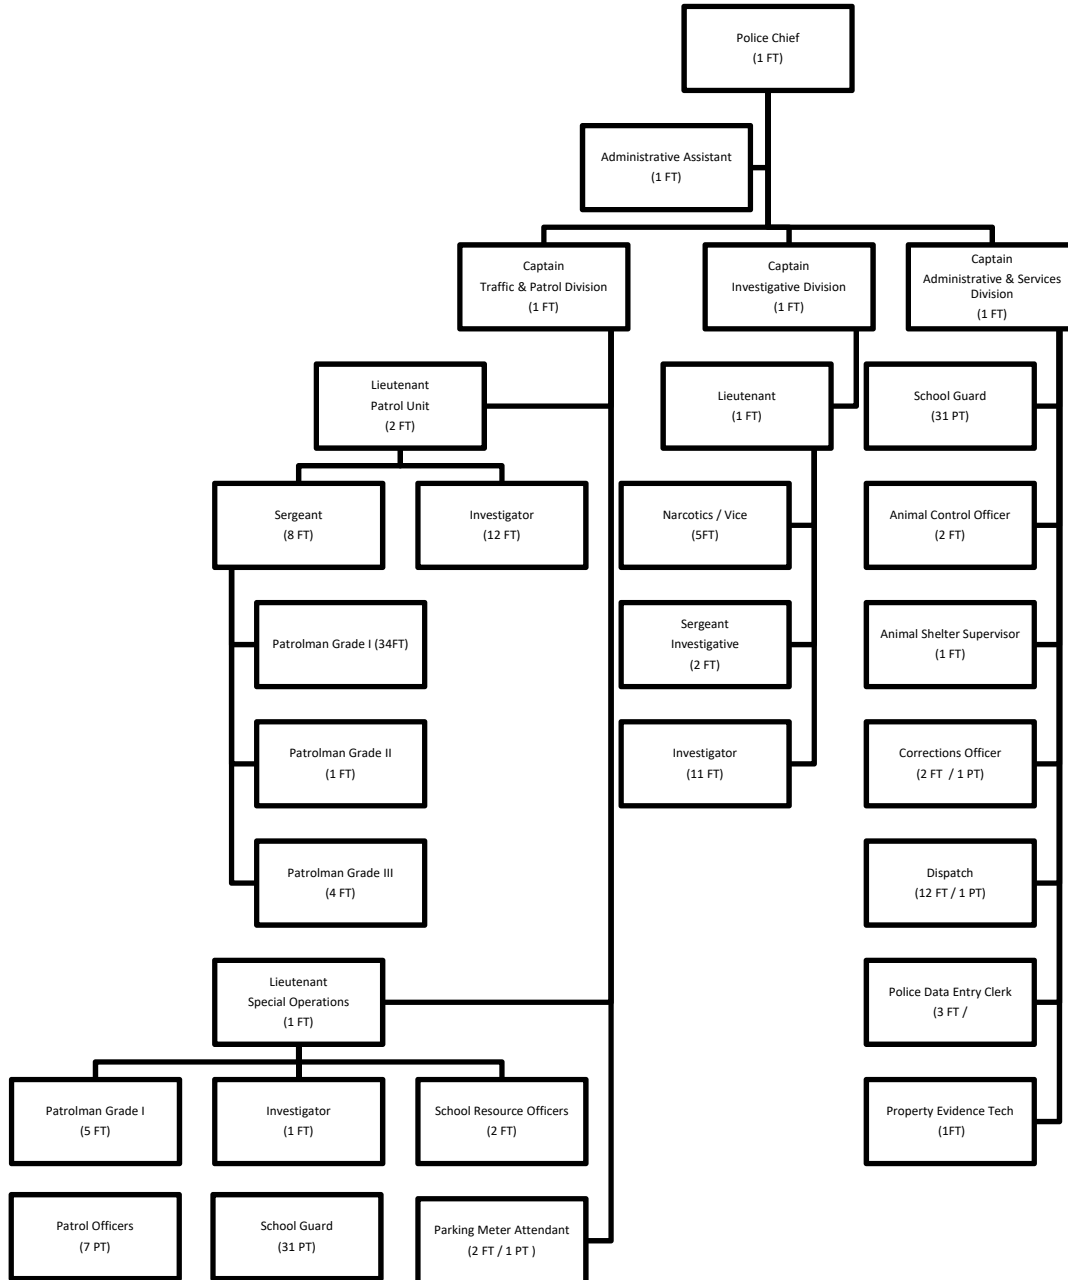 Police Chief
(1 FT)
Administrative Assistant
(1 FT)
Captain
Traffic & Patrol Division
(1 FT)
Captain
Investigative Division
(1 FT)
Captain
Administrative & Services
Division
(1 FT)
Lieutenant
Patrol Unit
(2 FT)
Lieutenant
(1 FT)
School Guard
(31 PT)
Sergeant
(8 FT)
Investigator
(12 FT)
Narcotics / Vice
(5FT)
Animal Control Officer
(2 FT)
Patrolman Grade I (34FT)
Sergeant
Investigative
(2 FT)
Animal Shelter Supervisor
(1 FT)
Patrolman Grade II
(1 FT)
Investigator
(11 FT)
Corrections Officer
(2 FT / 1 PT)
Patrolman Grade III
(4 FT)
Dispatch
(12 FT / 1 PT)
Lieutenant
Special Operations
(1 FT)
Police Data Entry Clerk
(3 FT /
Patrolman Grade I
(5 FT)
Investigator
(1 FT)
School Resource Officers
(2 FT)
Property Evidence Tech
(1FT)
Patrol Officers
(7 PT)
School Guard
(31 PT)
Parking Meter Attendant
(2 FT / 1 PT )